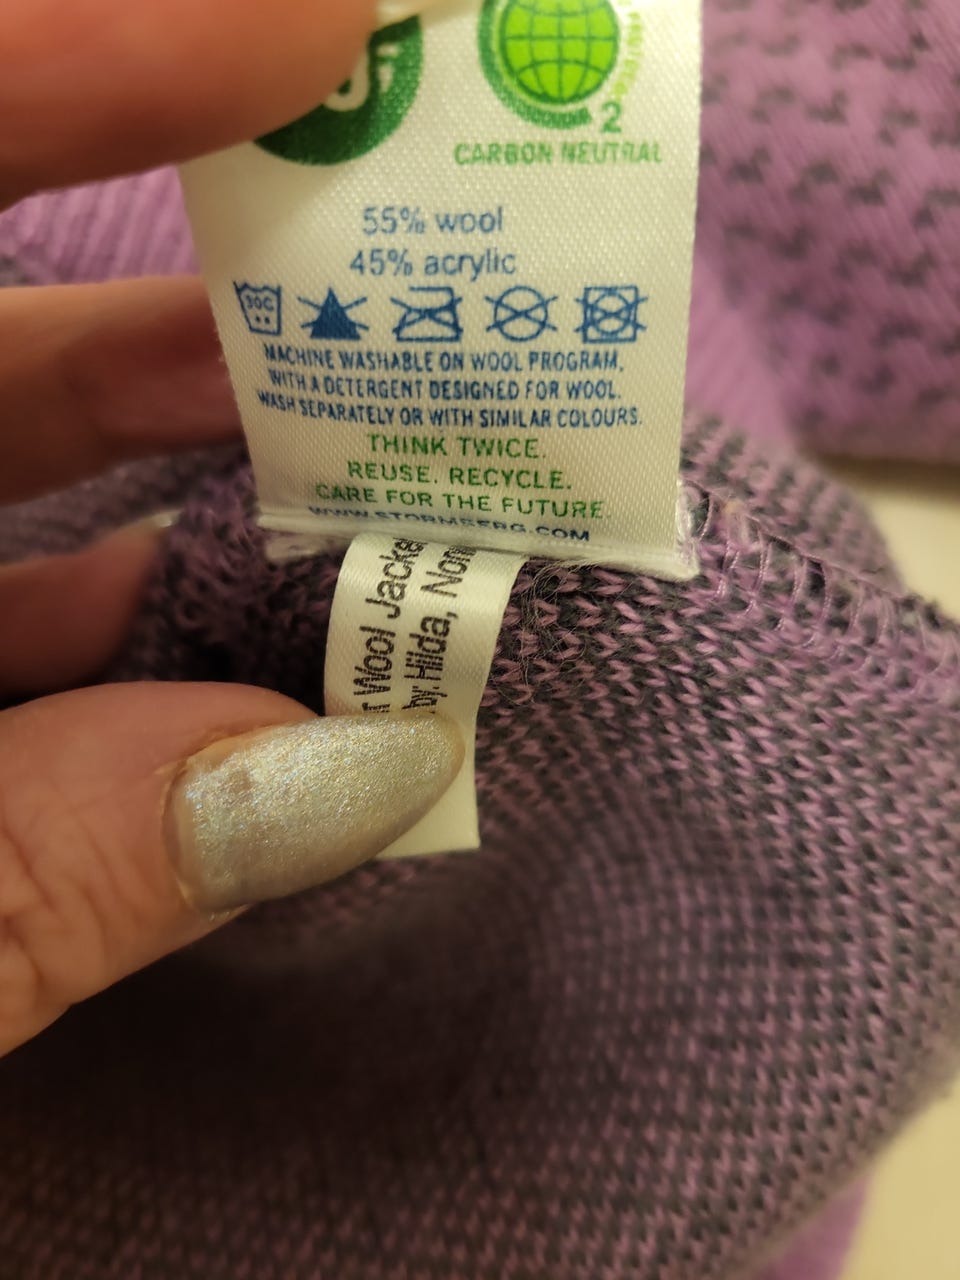 2
CARBON NEUTRAL
55% wool
45% acrylic
30C
MACHINE WASHABLE ON WOOL PROGRAM,
WITH A DETERGENT DESIGNED FOR WOOL.
WASH SEPARATELY OR WITH SIMILAR COLOURS.
THINK TWICE.
REUSE. RECYCLE.
CARE FOR THE FUTURE.
WWW.STORMBERG.COM
Wool Jacke
by: Hilda, Nor